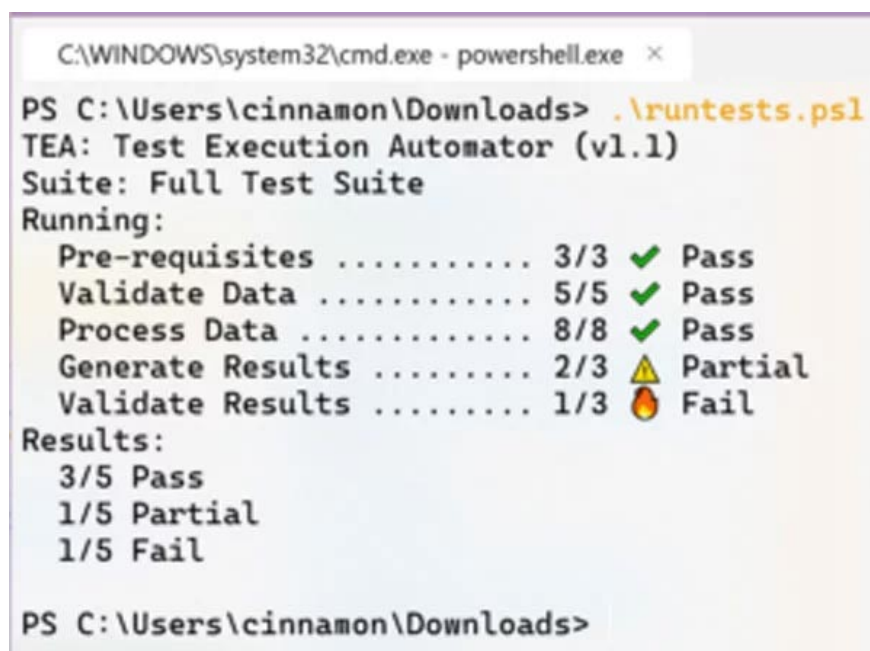 C:\WINDOWS\system32\cmd.exe - powershell.exe ×
PS C:\Users\cinnamon\Downloads> .\runtests.ps1
TEA: Test Execution Automator (v1.1)
Suite: Full Test Suite
Running:
  Pre-requisites ........... 3/3 ✔ Pass
  Validate Data ............ 5/5 ✔ Pass
  Process Data ............. 8/8 ✔ Pass
  Generate Results ......... 2/3 ⚠ Partial
  Validate Results ......... 1/3 🔥 Fail
Results:
  3/5 Pass
  1/5 Partial
  1/5 Fail
PS C:\Users\cinnamon\Downloads>